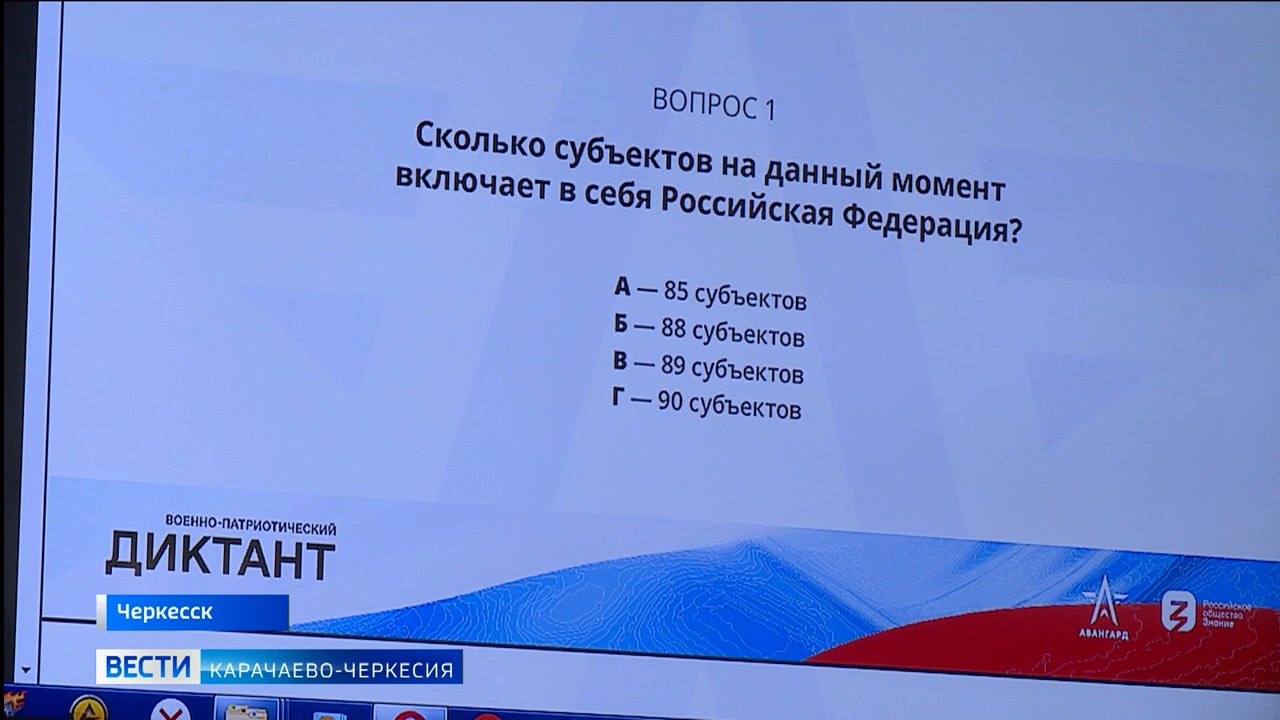 ВОПРОС 1
Сколько субъектов на данный момент
включает в себя Российская Федерация?
А — 85 субъектов
Б — 88 субъектов
В — 89 субъектов
Г — 90 субъектов
ВОЕННО-ПАТРИОТИЧЕСКИЙ
ДИКТАНТ
АВАНГАРД
Российское
общество
Знание
Черкесск
ВЕСТИ КАРАЧАЕВО-ЧЕРКЕСИЯ